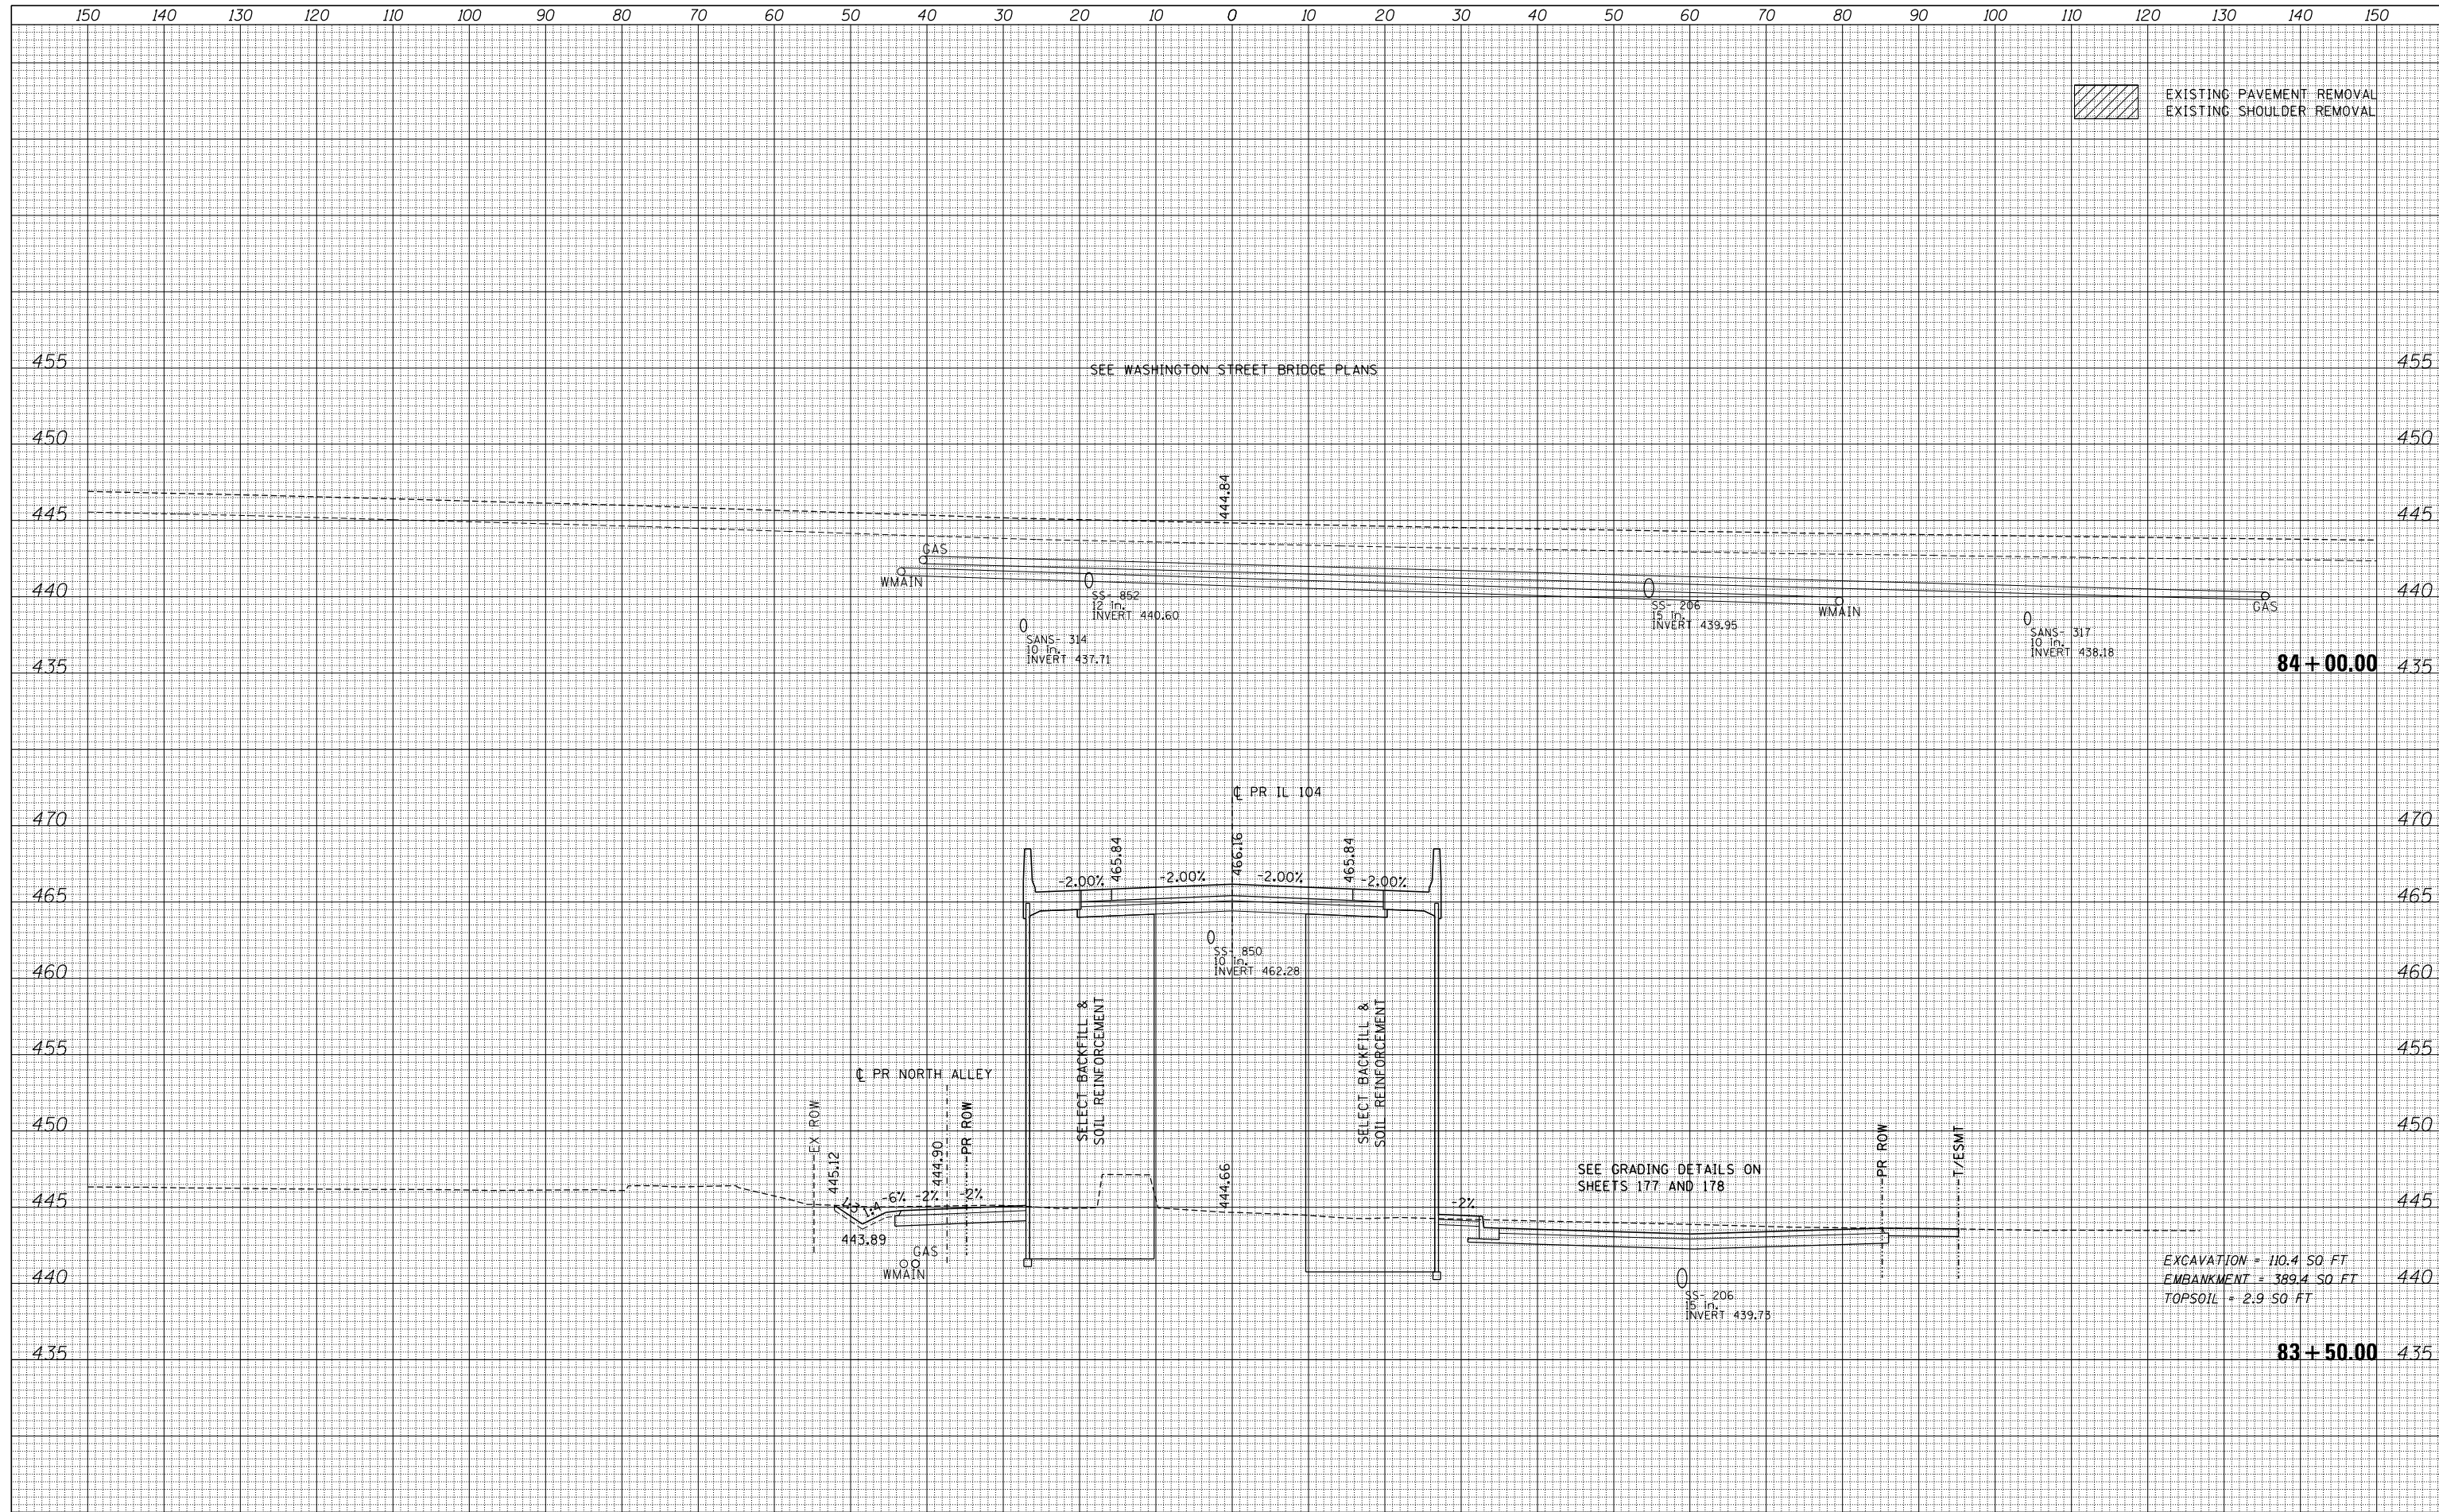 150 140 130 120 110 100 90 80 70 60 50 40 30 20 10 0 10 20 30 40 50 60 70 80 90 100 110 120 130 140 150
EXISTING PAVEMENT REMOVAL
EXISTING SHOULDER REMOVAL
455 455
SEE WASHINGTON STREET BRIDGE PLANS
450 450
444.84
445 445
GAS
WMAIN
440 440
SS- 852
12 in.
INVERT 440.60
SS- 206
15 in.
INVERT 439.95
WMAIN
GAS
SANS- 314
10 in.
INVERT 437.71
SANS- 317
10 in.
INVERT 438.18
435 435
84+00.00
℄ PR IL 104
470 470
465.84
466.16
465.84
-2.00% -2.00% -2.00% -2.00%
465 465
SS- 850
10 in.
INVERT 462.28
460 460
SELECT BACKFILL &
SOIL REINFORCEMENT
SELECT BACKFILL &
SOIL REINFORCEMENT
455 455
℄ PR NORTH ALLEY
450 450
EX ROW
445.12
444.90
PR ROW
444.66
SEE GRADING DETAILS ON
SHEETS 177 AND 178
PR ROW
T/ESMT
445 445
1:4 -6% -2% -2%
-2%
443.89
GAS
WMAIN
440 440
SS- 206
15 in.
INVERT 439.73
EXCAVATION = 110.4 SQ FT
EMBANKMENT = 389.4 SQ FT
TOPSOIL = 2.9 SQ FT
435 435
83+50.00